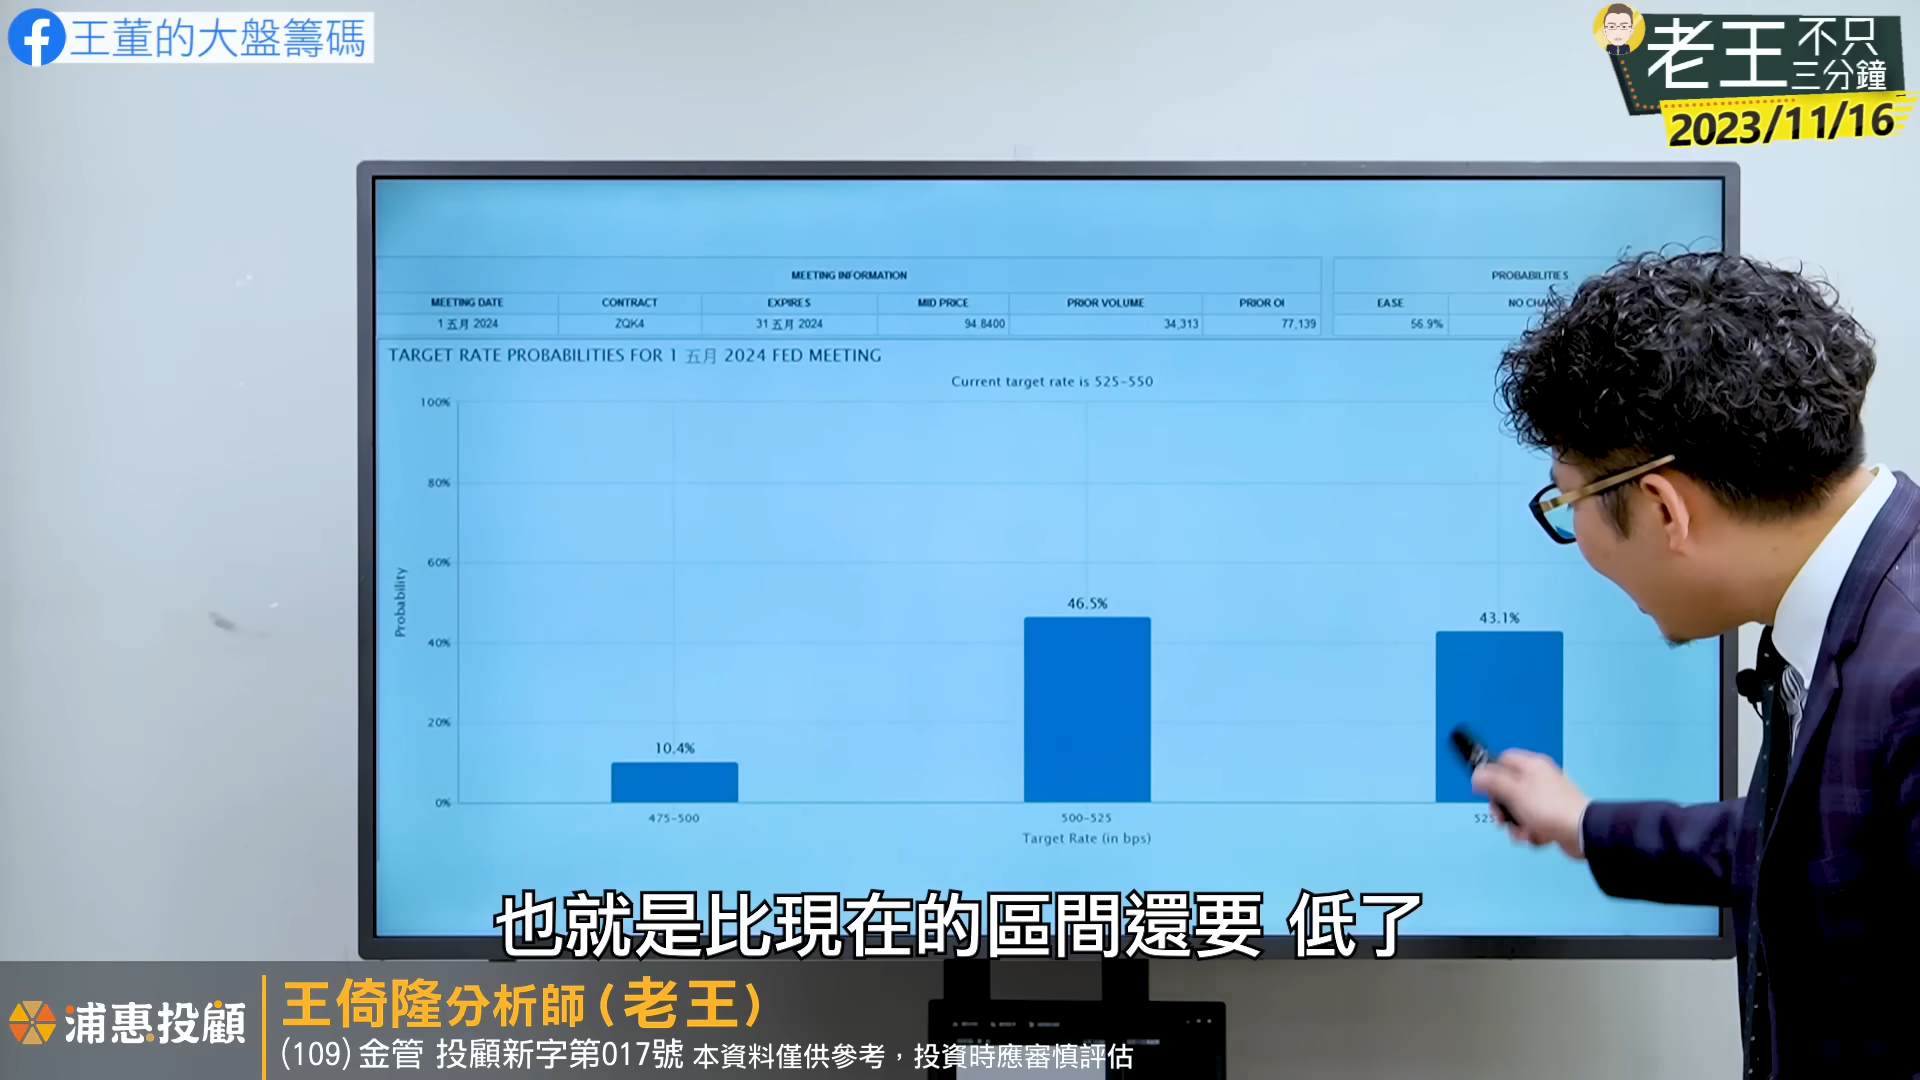 王董的大盤籌碼
老王不只三分鐘
2023/11/16
MEETING INFORMATION
PROBABILITIES
MEETING DATE CONTRACT EXPIRES MID PRICE PRIOR VOLUME PRIOR OI EASE
1 五月 2024 ZQK4 31 五月 2024 94.8400 34,313 77,139 56.9%
TARGET RATE PROBABILITIES FOR 1 五月 2024 FED MEETING
Current target rate is 525-550
100%
80%
60%
40%
20%
0%
Probability
10.4%
46.5%
43.1%
475-500
500-525
Target Rate (in bps)
也就是比現在的區間還要 低了
浦惠投顧
王倚隆分析師(老王)
(109)金管 投顧新字第017號 本資料僅供參考，投資時應審慎評估